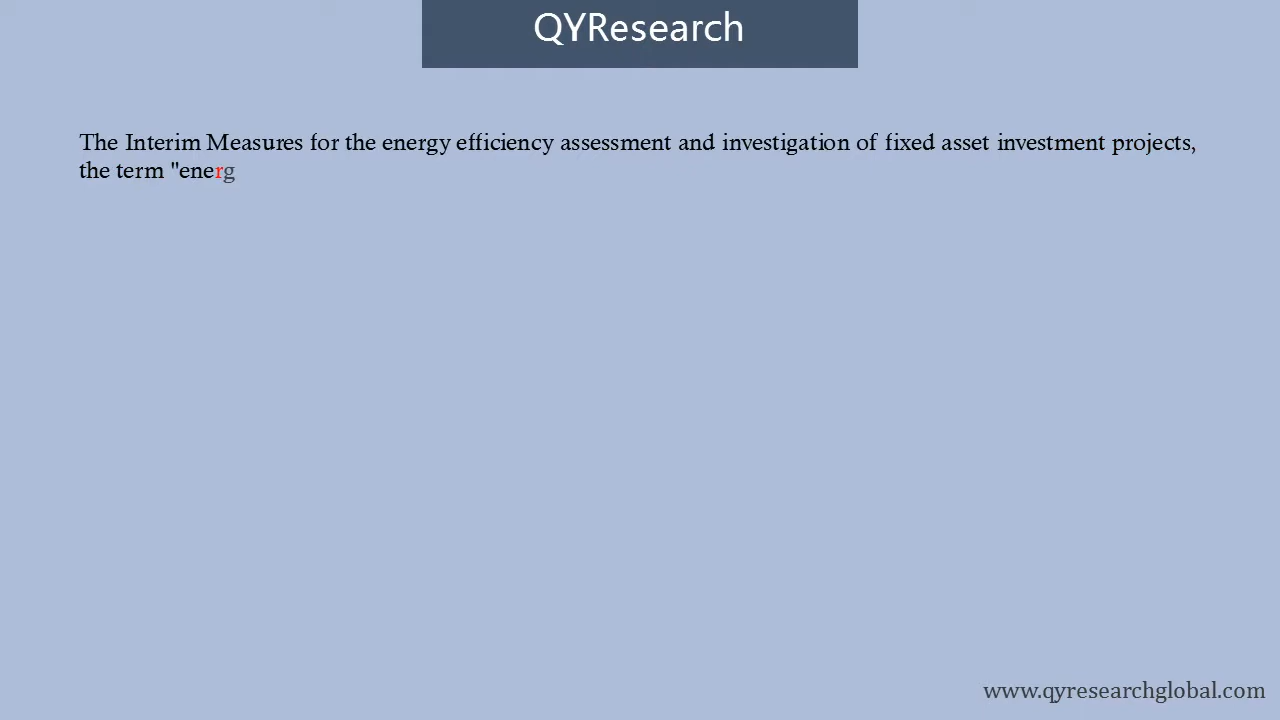 QYResearch
The Interim Measures for the energy efficiency assessment and investigation of fixed asset investment projects,
the term "energ
www.qyresearchglobal.com